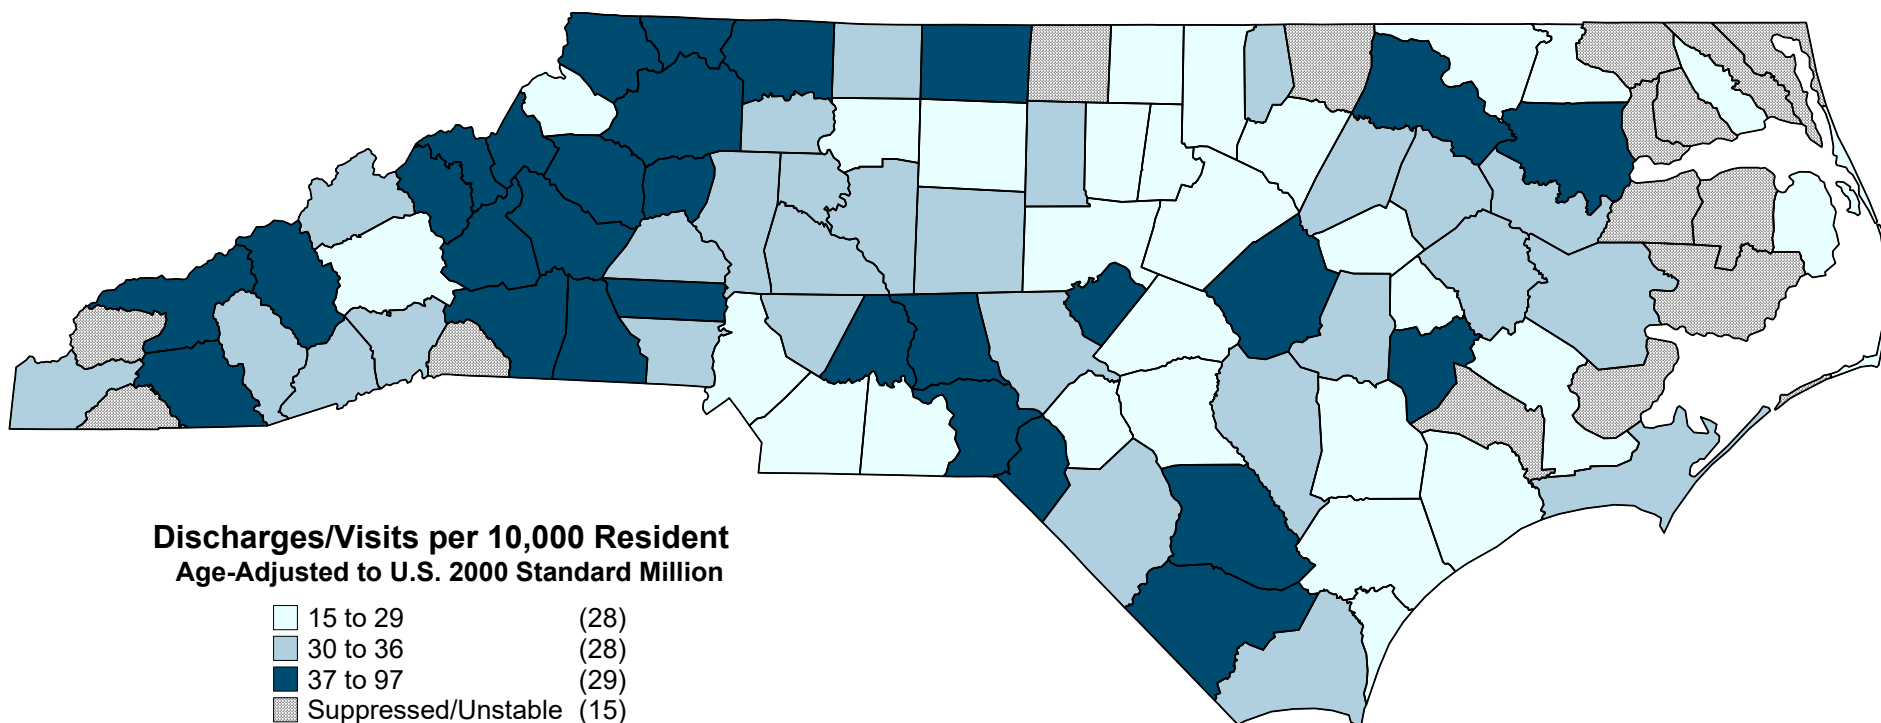 Discharges/Visits per 10,000 Resident
Age-Adjusted to U.S. 2000 Standard Million
15 to 29 (28)
30 to 36 (28)
37 to 97 (29)
Suppressed/Unstable (15)